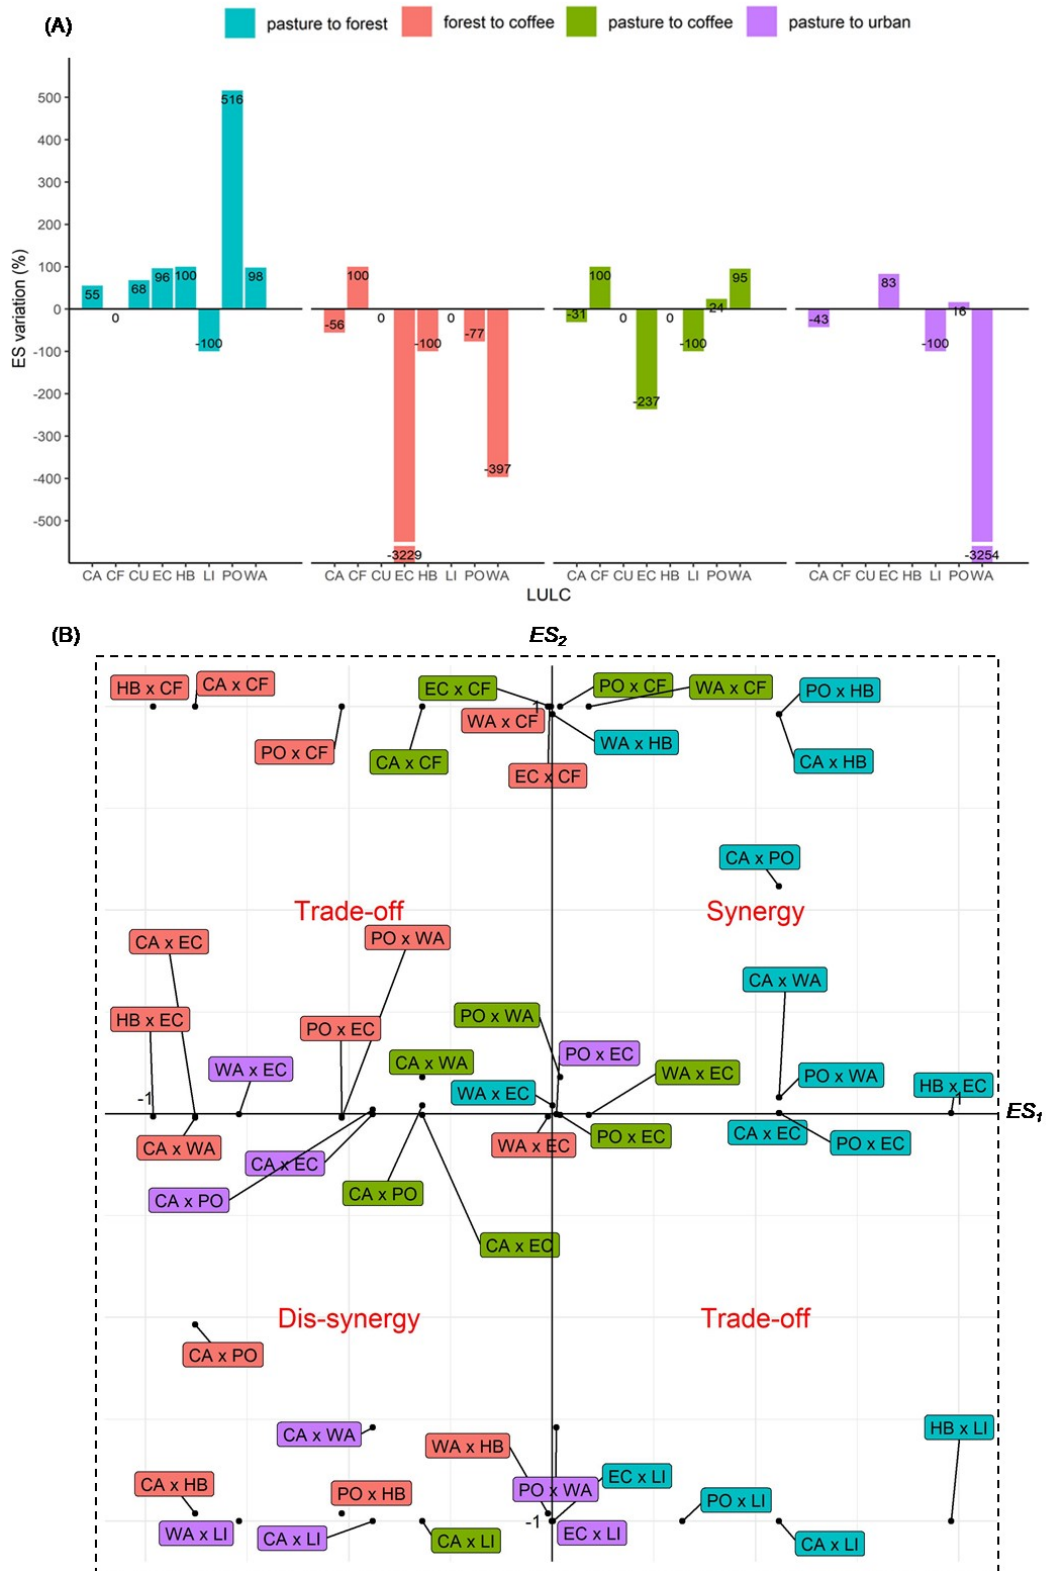 (A)
pasture to forest forest to coffee pasture to coffee pasture to urban
ES variation (%)
500
400
300
200
100
0
-100
-200
-300
-400
-500
55 0 68 96 100 -100 516 98
-56 100 0 -3229 -100 0 -77 -397
-31 100 0 -237 0 -100 24 95
-43 83 -100 16 -3254
CA CF CU EC HB LI PO WA CA CF CU EC HB LI PO WA CA CF CU EC HB LI PO WA CA CF CU EC HB LI PO WA
LULC
(B)
ES2
HB x CF
CA x CF
EC x CF
PO x CF
WA x CF
PO x HB
1
WA x CF
WA x HB
PO x CF
CA x CF
CA x HB
EC x CF
CA x PO
Trade-off
Synergy
PO x WA
CA x EC
CA x WA
HB x EC
PO x EC
PO x WA
PO x EC
CA x WA
WA x EC
WA x EC
PO x WA
HB x EC
WA x EC
-1
1
ES1
CA x WA
WA x EC
PO x EC
CA x EC
PO x EC
CA x EC
CA x PO
CA x PO
CA x EC
Dis-synergy
Trade-off
CA x PO
CA x WA
WA x HB
HB x LI
CA x HB
PO x HB
PO x WA
EC x LI
PO x LI
WA x LI
CA x LI
CA x LI
-1
EC x LI
CA x LI